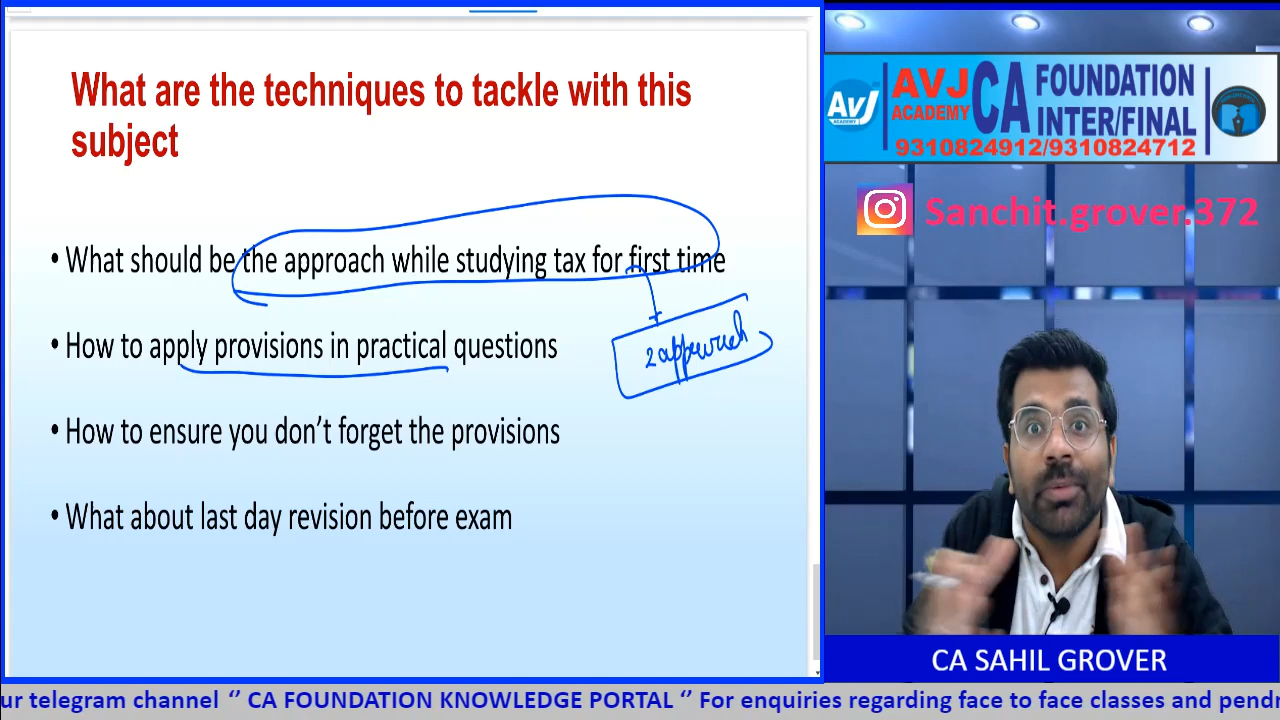 What are the techniques to tackle with this
subject
• What should be the approach while studying tax for first time
• How to apply provisions in practical questions
2 approach
• How to ensure you don’t forget the provisions
• What about last day revision before exam
AVJ
ACADEMY
AVJ
ACADEMY
CA
FOUNDATION
INTER/FINAL
9310824912/9310824712
Sanchit.grover.372
CA SAHIL GROVER
ur telegram channel ‘’ CA FOUNDATION KNOWLEDGE PORTAL ‘’ For enquiries regarding face to face classes and pendr